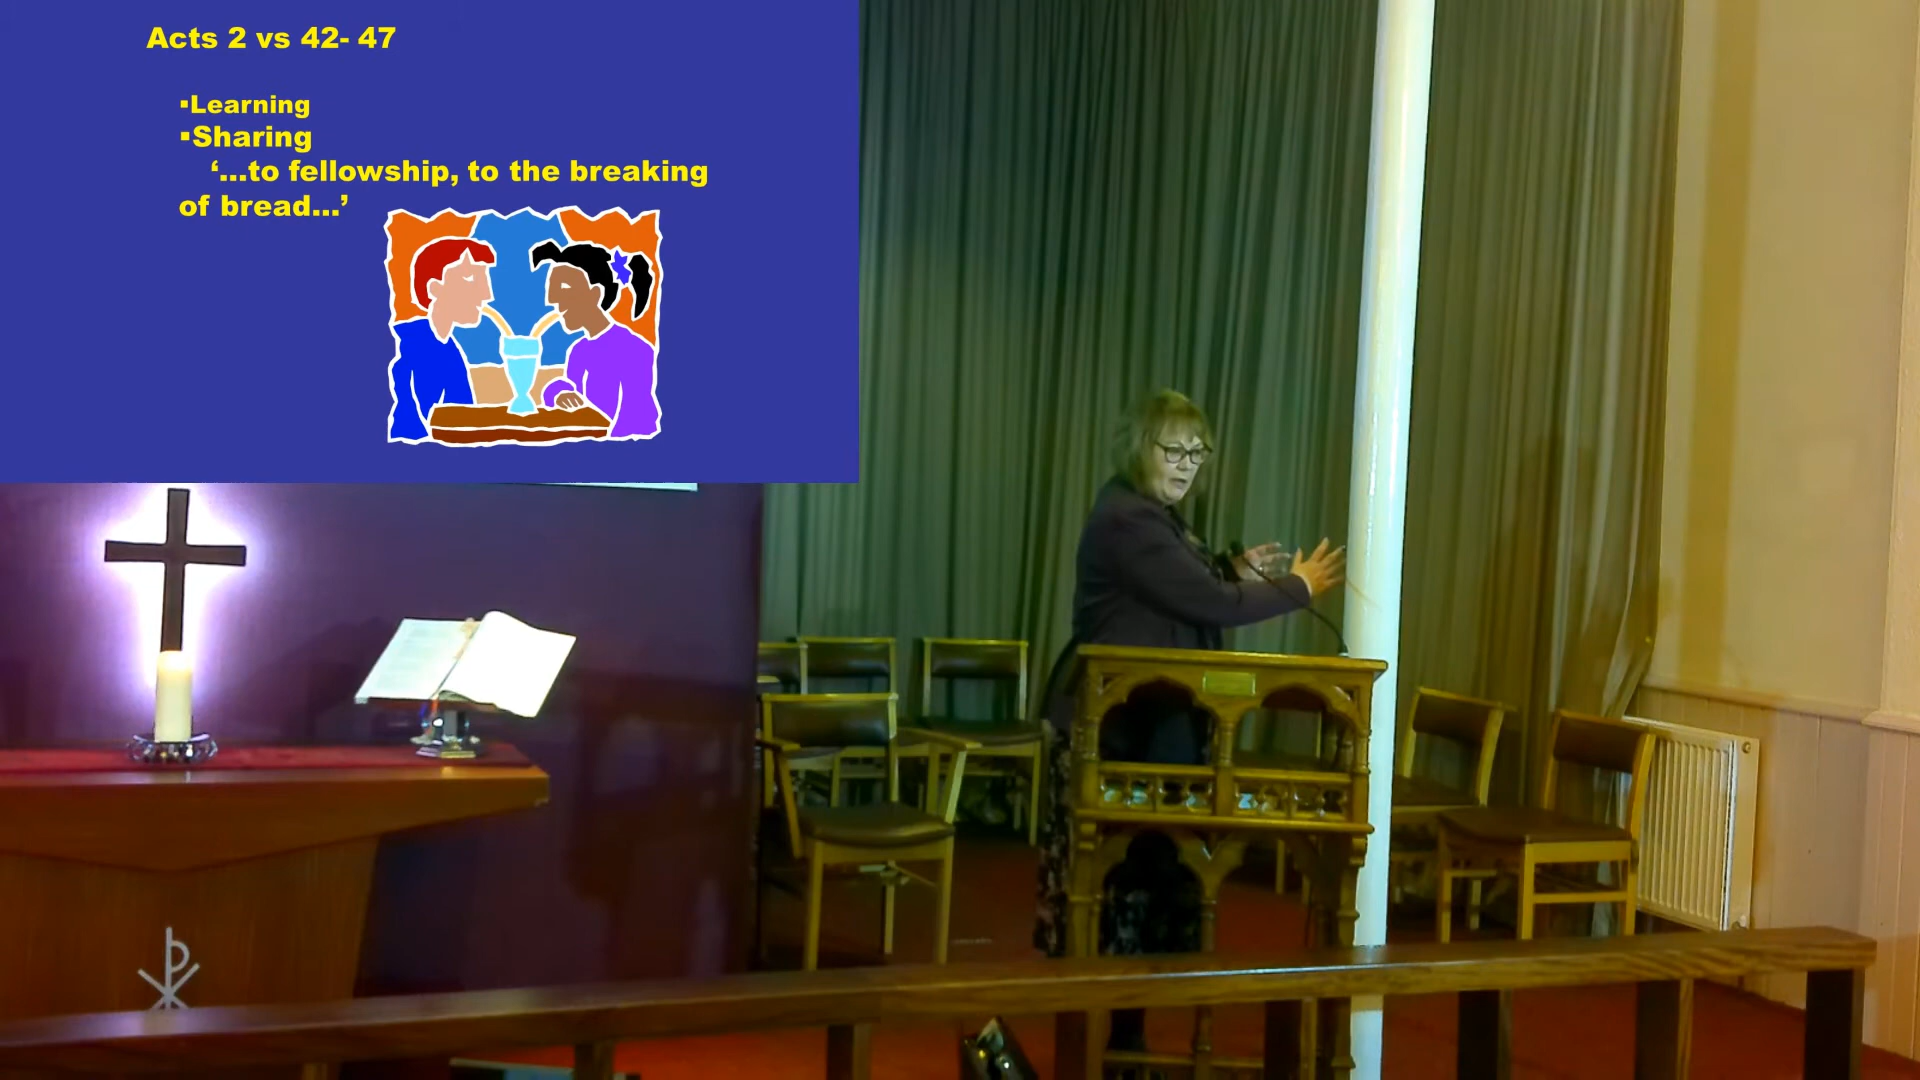 Acts 2 vs 42- 47
▪Learning
▪Sharing
‘...to fellowship, to the breaking
of bread...’